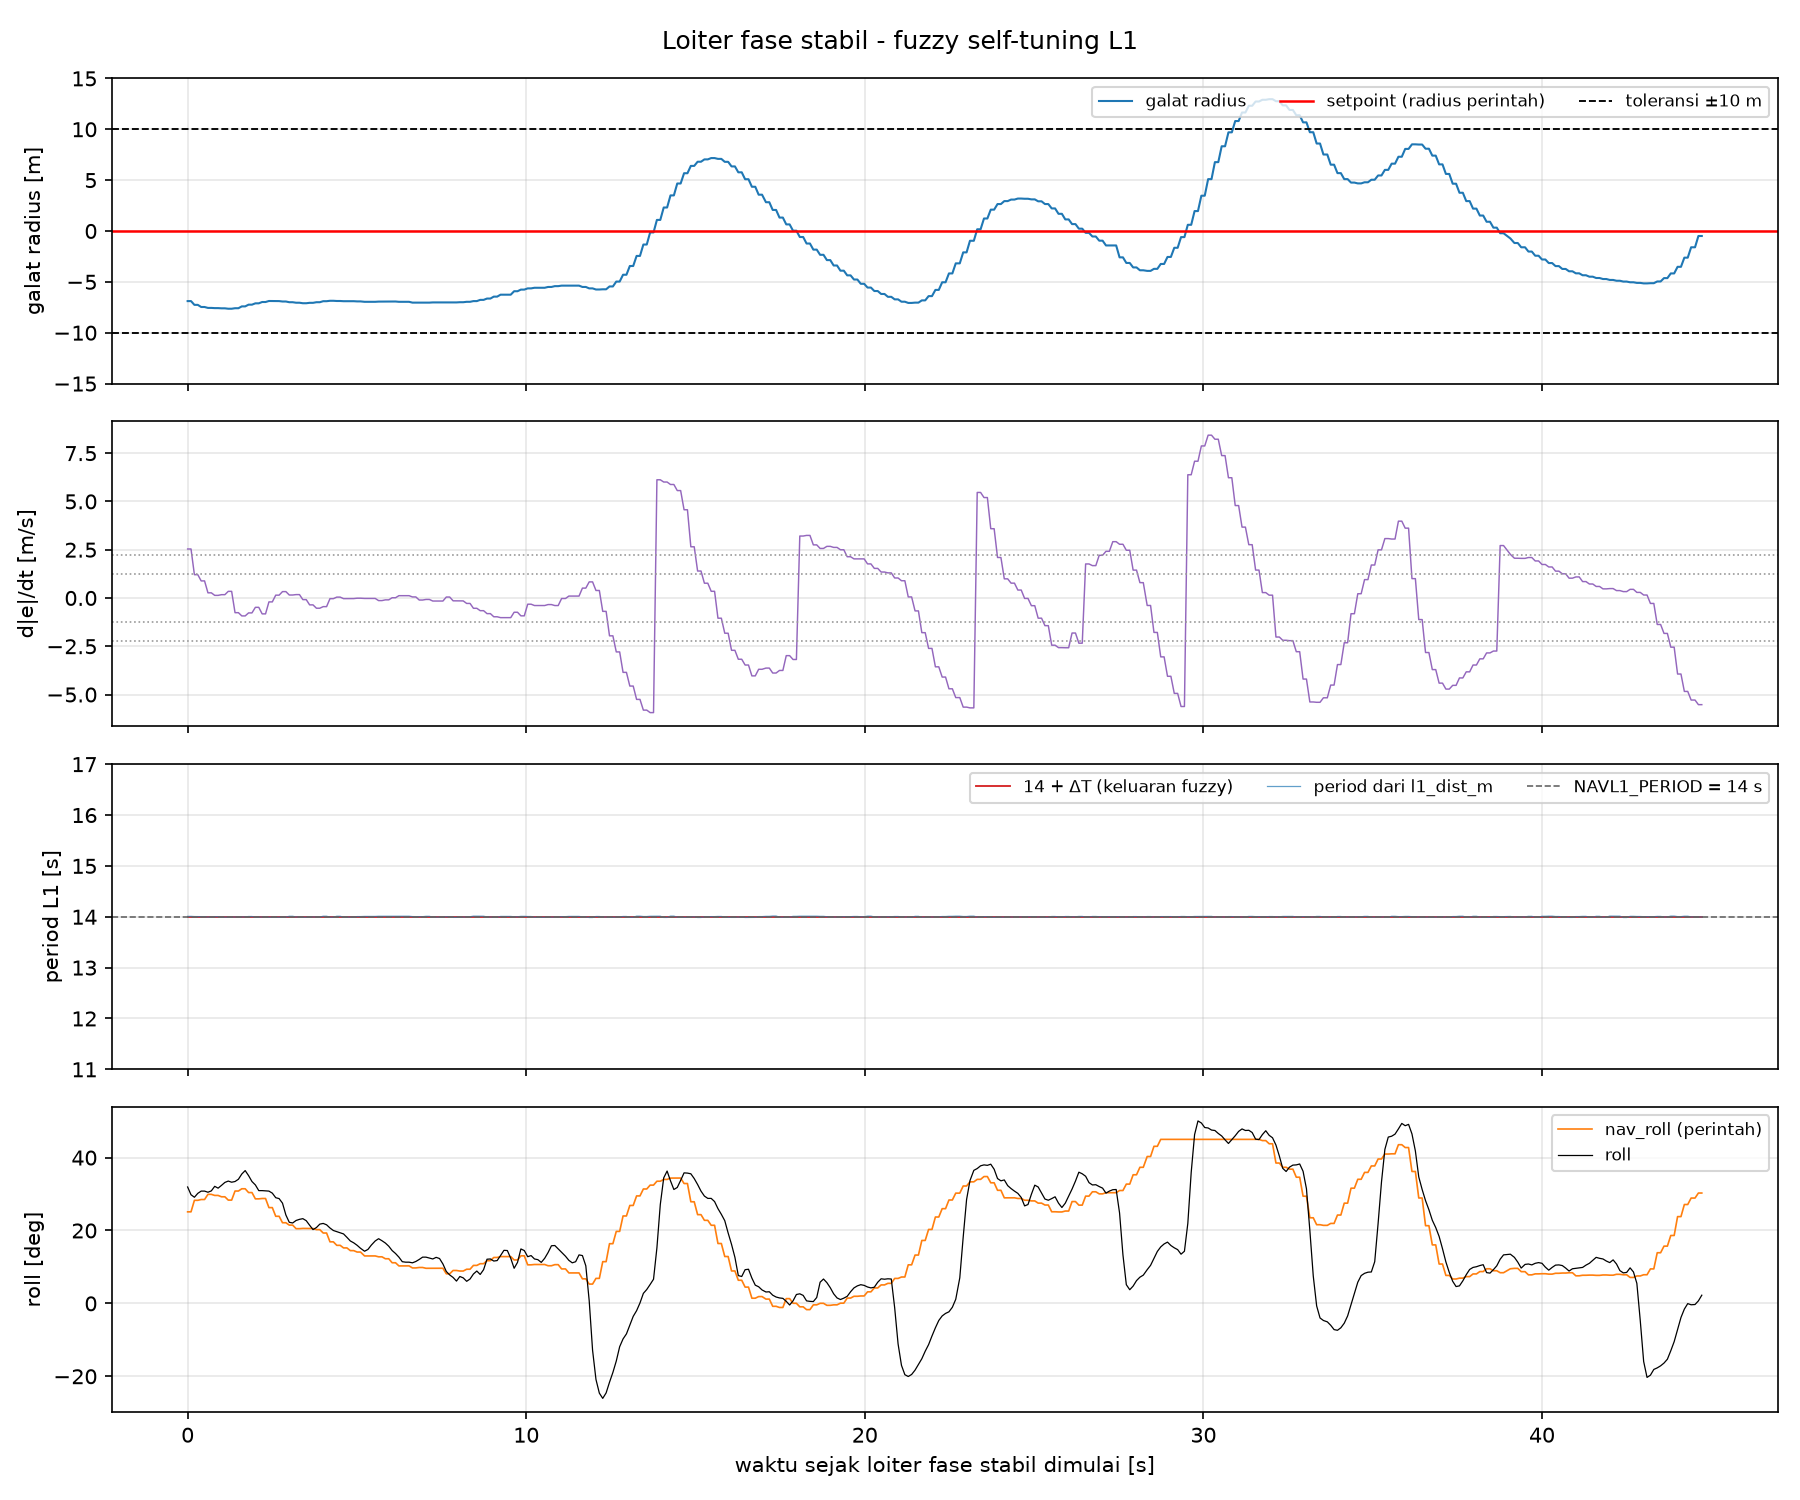 Loiter fase stabil - fuzzy self-tuning L1
15
10
5
0
−5
−10
−15
galat radius [m]
galat radius
setpoint (radius perintah)
toleransi ±10 m
7.5
5.0
2.5
0.0
−2.5
−5.0
d|e|/dt [m/s]
17
16
15
14
13
12
11
period L1 [s]
14 + ΔT (keluaran fuzzy)
period dari l1_dist_m
NAVL1_PERIOD = 14 s
40
20
0
−20
roll [deg]
nav_roll (perintah)
roll
0 10 20 30 40
waktu sejak loiter fase stabil dimulai [s]